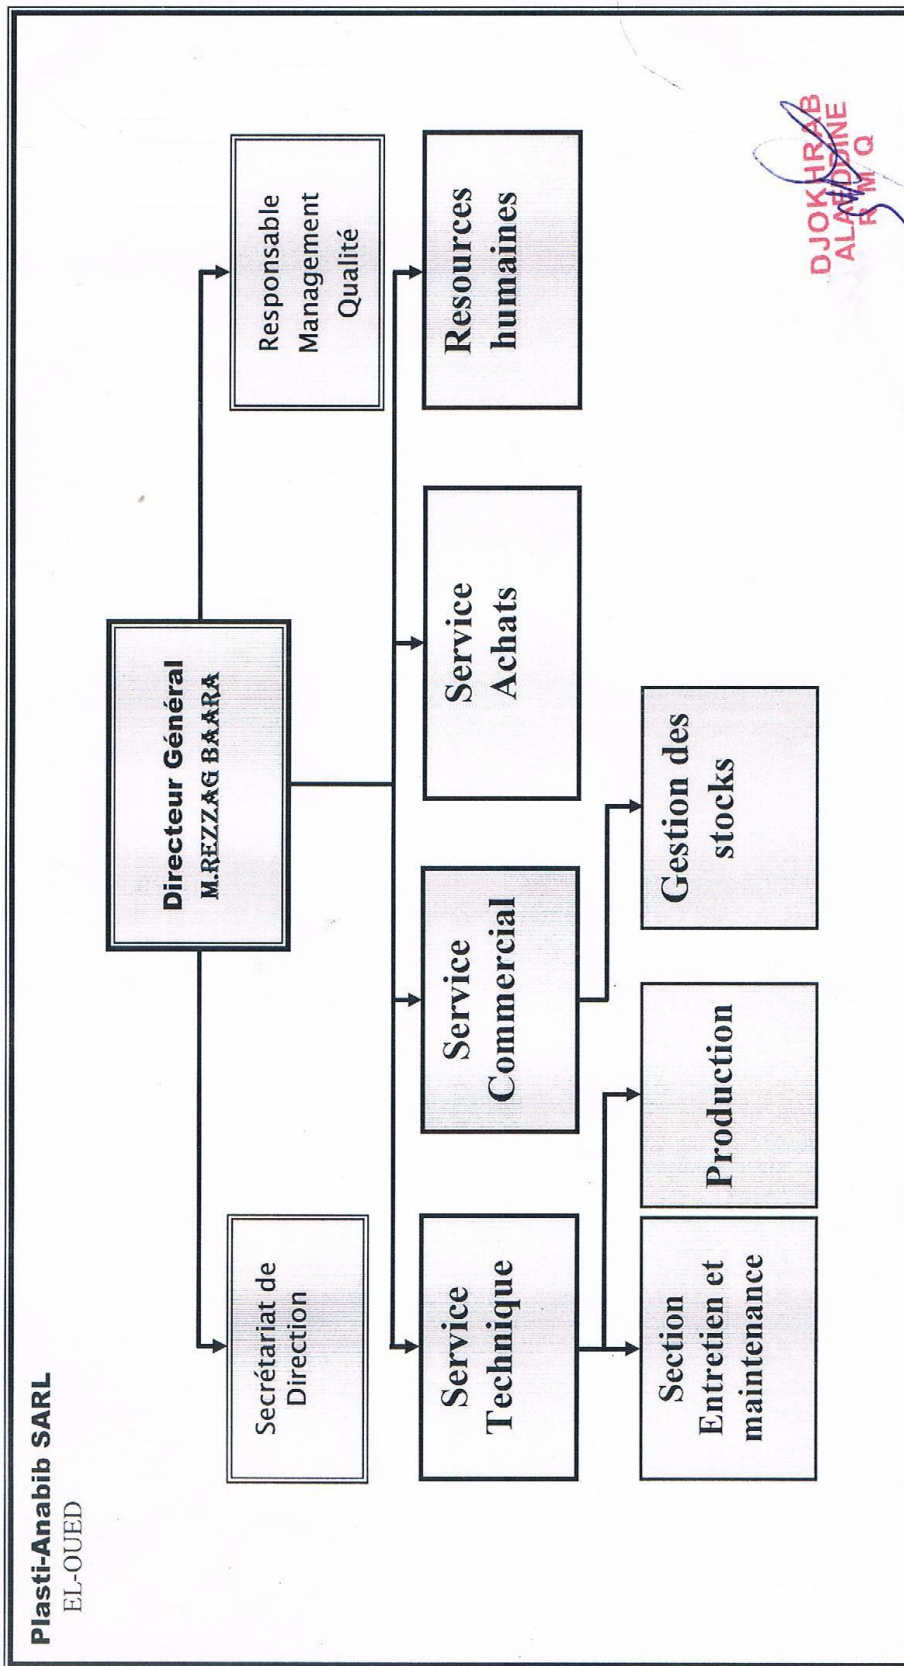 Plasti-Anabib SARL
EL-OUED
Directeur Général
M.REZZAG BAARA
Secrétariat de
Direction
Responsable
Management
Qualité
Service
Technique
Service
Commercial
Service
Achats
Resources
humaines
Section
Entretien et
maintenance
Production
Gestion des
stocks
DJOKHRAB
ALAEDDINE
R M Q